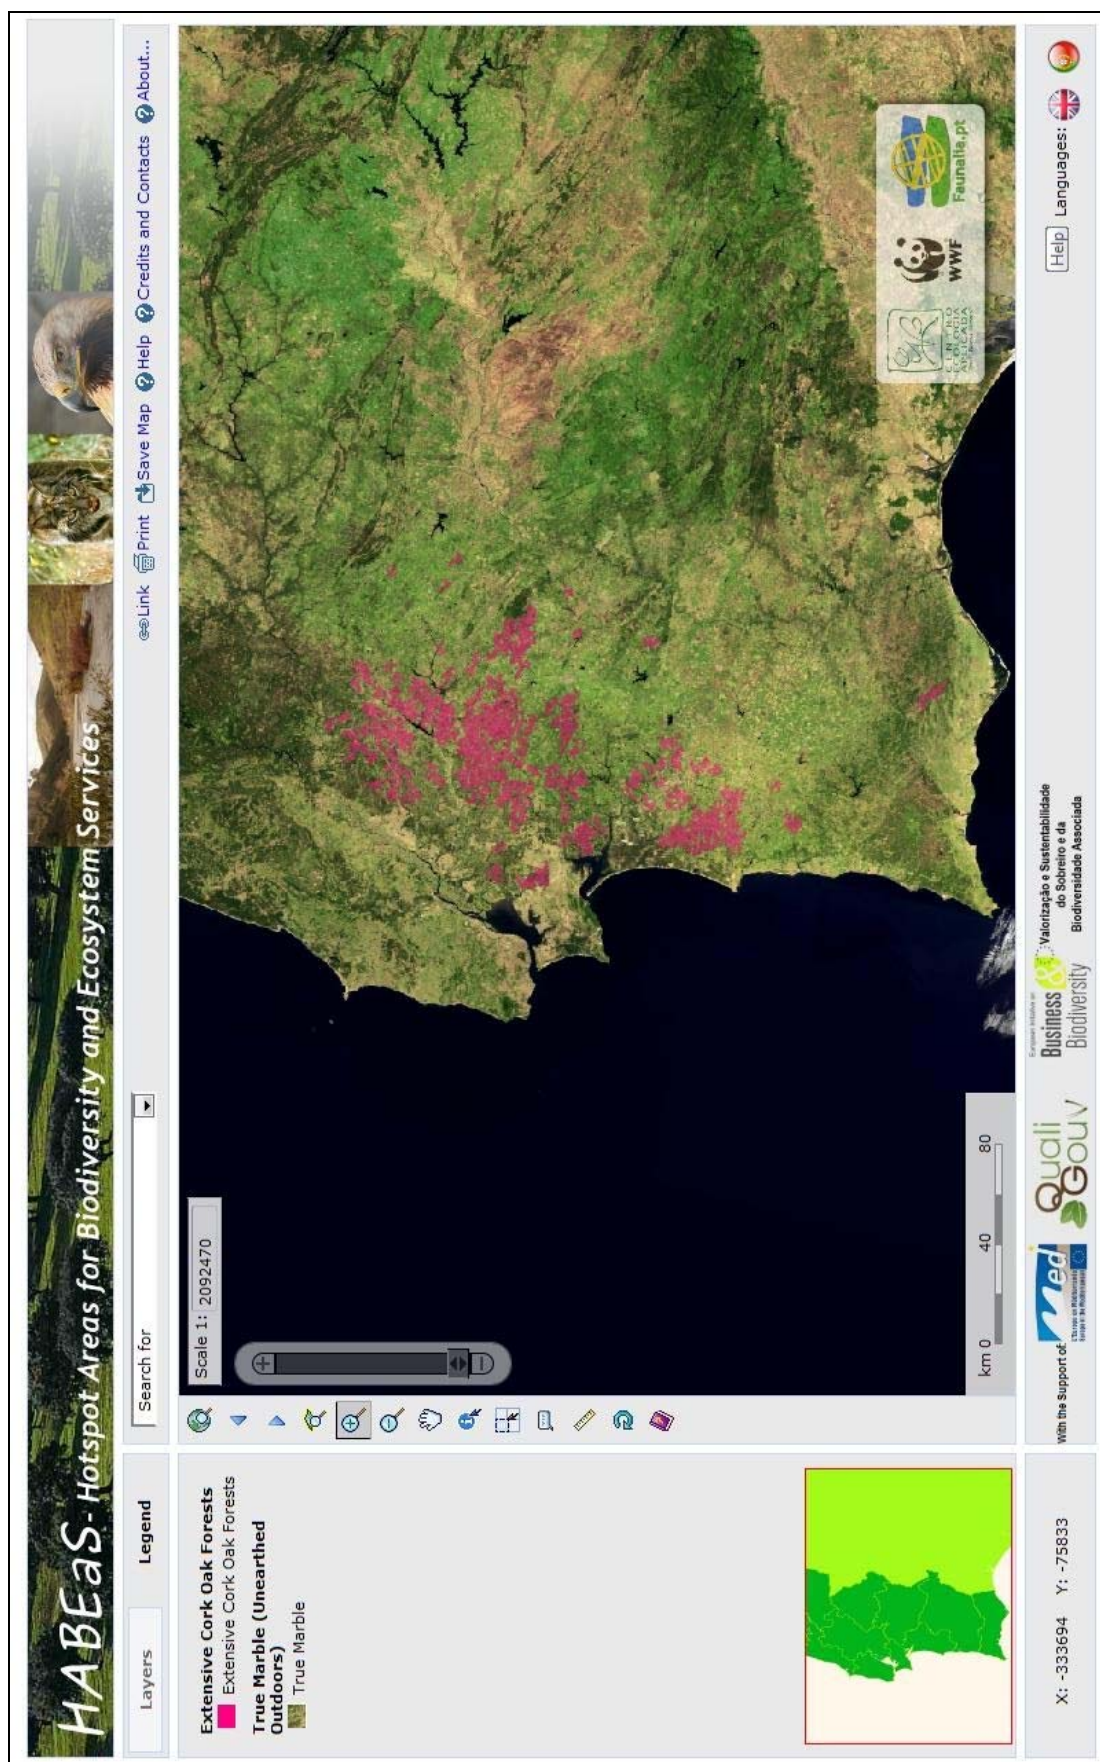 HABEaS - Hotspot Areas for Biodiversity and Ecosystem Services
Layers
Legend
Search for
Link
Print
Save Map
Help
Credits and Contacts
About...
Extensive Cork Oak Forests
Extensive Cork Oak Forests
True Marble (Unearthed
Outdoors)
True Marble
Scale 1: 2092470
km 0 40 80
CENTRO
ECOLOGIA
APLICADA
WWF
Faunalia.pt
X: -333694 Y: -75833
With the Support of:
Med
Quali
Gouv
Business &
Biodiversity
Valorização e Sustentabilidade
do Sobreiro e da
Biodiversidade Associada
Help
Languages: